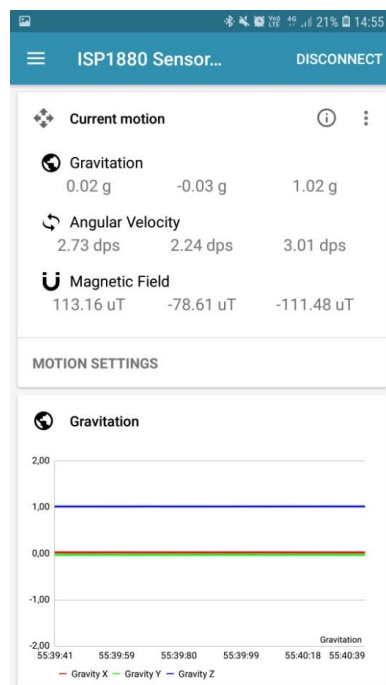 VoD LTE 4G 21% 14:55
ISP1880 Sensor... DISCONNECT
Current motion
Gravitation
0.02 g -0.03 g 1.02 g
Angular Velocity
2.73 dps 2.24 dps 3.01 dps
Magnetic Field
113.16 uT -78.61 uT -111.48 uT
MOTION SETTINGS
Gravitation
2,00
1,00
0,00
-1,00
-2,00
Gravitation
55:39:41 55:39:59 55:39:80 55:39:99 55:40:18 55:40:39
Gravity X Gravity Y Gravity Z